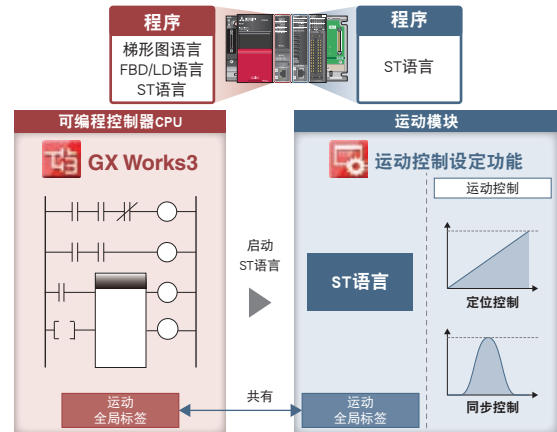 程序
梯形图语言
FBD/LD语言
ST语言
程序
ST语言
可编程控制器CPU
GX Works3
启动
ST语言
运动模块
运动控制设定功能
运动控制
ST语言
定位控制
同步控制
运动
全局标签
共有
运动
全局标签